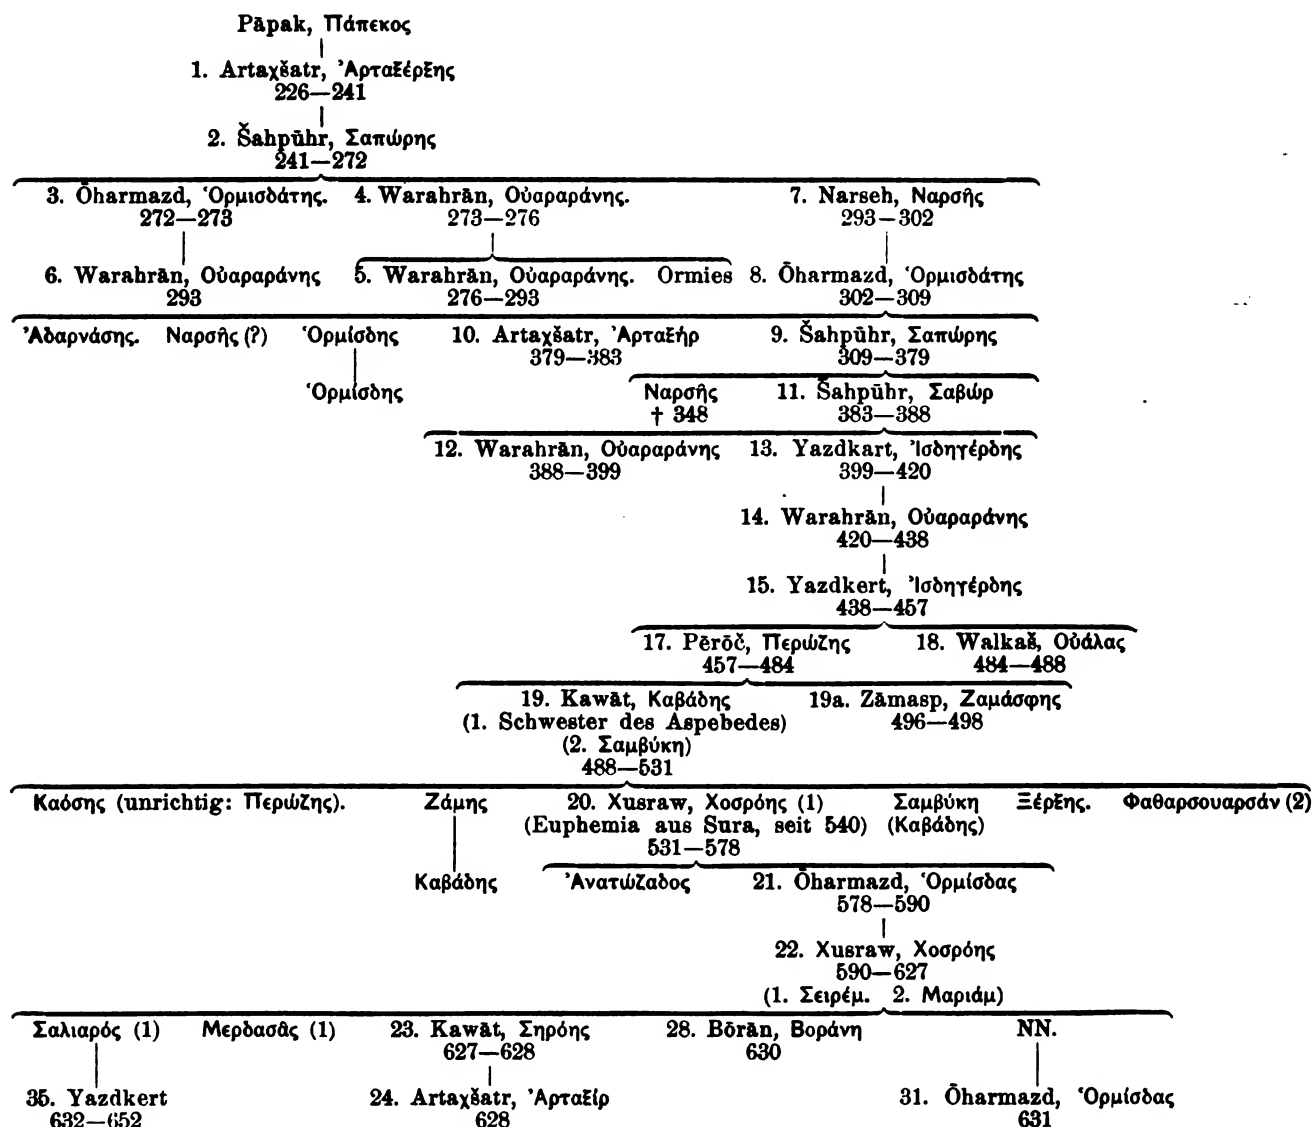 Pāpak, Πάπεκος
1. Artaχšatr, Ἀρταξέρξης
226—241
2. Šahpūhr, Σαπώρης
241—272
3. Ōharmazd, Ὁρμισδάτης. 4. Warahrān, Οὐαραράνης. 7. Narseh, Ναρσῆς
272—273 273—276 293—302
6. Warahrān, Οὐαραράνης 5. Warahrān, Οὐαραράνης. Ormies 8. Ōharmazd, Ὁρμισδάτης
293 276—293 302—309
Ἀδαρνάσης. Ναρσῆς (?) Ὁρμίσδης 10. Artaχšatr, Ἀρταξήρ 9. Šahpūhr, Σαπώρης
379—383 309—379
Ὁρμίσδης Ναρσῆς 11. Šahpūhr, Σαβώρ
† 348 383—388
12. Warahrān, Οὐαραράνης 13. Yazdkart, Ἰσδηγέρδης
388—399 399—420
14. Warahrān, Οὐαραράνης
420—438
15. Yazdkert, Ἰσδηγέρδης
438—457
17. Pērōč, Περώζης 18. Walkaš, Οὐάλας
457—484 484—488
19. Kawāt, Καβάδης 19a. Zāmasp, Ζαμάσφης
(1. Schwester des Aspebedes) 496—498
(2. Σαμβύκη)
488—531
Καόσης (unrichtig: Περώζης). Ζάμης 20. Xusraw, Χοσρόης (1) Σαμβύκη Ξέρξης. Φαθαρσουαρσάν (2)
(Euphemia aus Sura, seit 540) (Καβάδης)
531—578
Καβάδης Ἀνατώζαδος 21. Ōharmazd, Ὁρμίσδας
578—590
22. Xusraw, Χοσρόης
590—627
(1. Σειρέμ. 2. Μαριάμ)
Σαλιαρός (1) Μερδασᾶς (1) 23. Kawāt, Σηρόης 28. Bōrān, Βοράνη NN.
627—628 630
35. Yazdkert 24. Artaχšatr, Ἀρταξίρ 31. Ōharmazd, Ὁρμίσδας
632—652 628 631